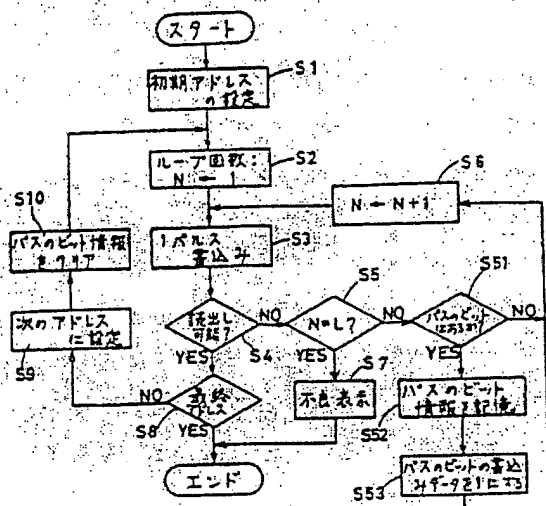 スタート
初期アドレス
の設定
S1
ループ回数:
N ← 1
S2
S6
N ← N+1
S10
パスのビット情報
をクリア
1パルス
書込み
S3
S5
S51
読出し
可能?
NO
N=L?
NO
パスのビット
はあるか?
NO
次のアドレス
に設定
S9
YES
S4
YES
S7
YES
NO
最終
アドレス
S8
YES
不良表示
パスのビット
情報を記憶
S52
エンド
パスのビットの書込
みデータを1にする
S53